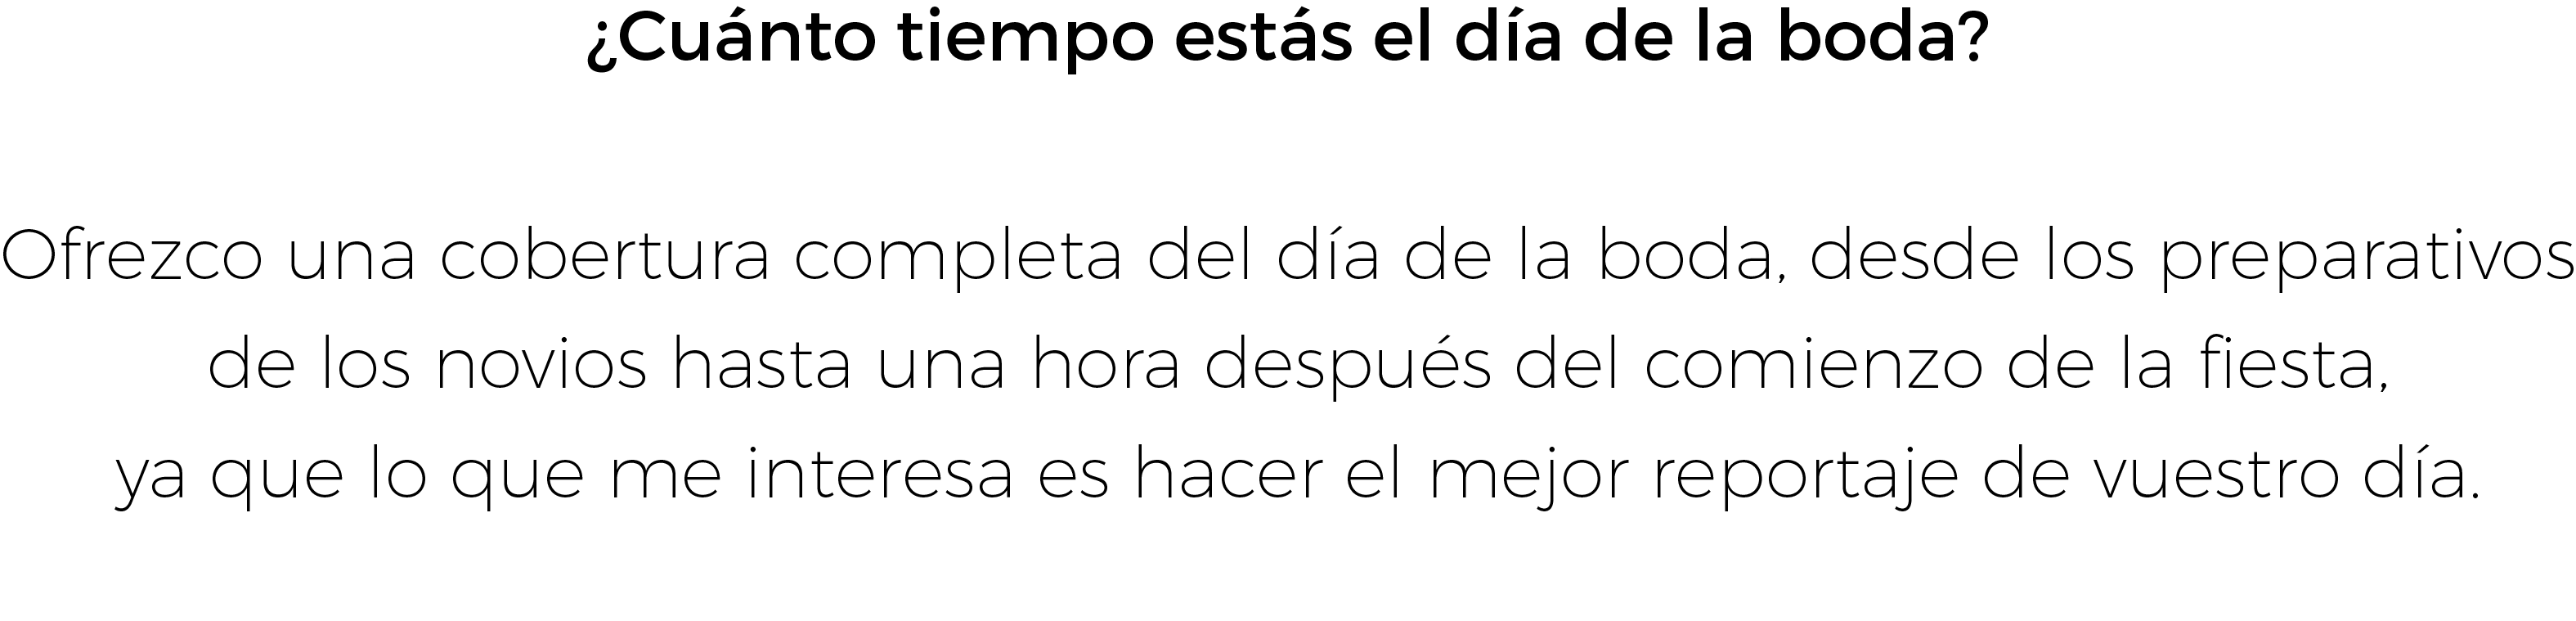 ¿Cuánto tiempo estás el día de la boda?
Ofrezco una cobertura completa del día de la boda, desde los preparativos
de los novios hasta una hora después del comienzo de la fiesta,
ya que lo que me interesa es hacer el mejor reportaje de vuestro día.